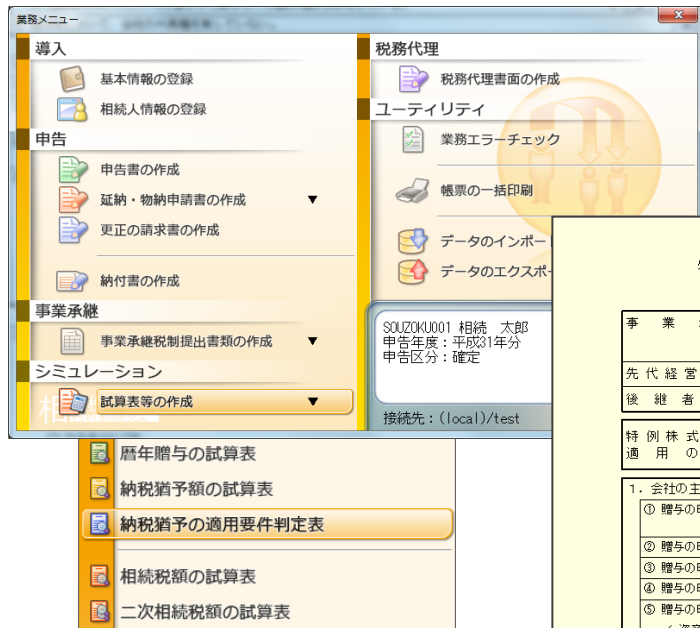 業務メニュー
導入
基本情報の登録
相続人情報の登録
申告
申告書の作成
延納・物納申請書の作成 ▼
更正の請求書の作成
納付書の作成
事業承継
事業承継税制提出書類の作成 ▼
シミュレーション
試算表等の作成 ▼
税務代理
税務代理書面の作成
ユーティリティ
業務エラーチェック
帳票の一括印刷
データのインポー
データのエクスポ
SOUZOKU001 相続 太郎
申告年度：平成31年分
申告区分：確定
接続先：(local)/test
暦年贈与の試算表
納税猶予額の試算表
納税猶予の適用要件判定表
相続税額の試算表
二次相続税額の試算表
事 業
先 代 経 営
後 継 者
特 例 株 式
適 用 の
1．会社の主
① 贈与の
② 贈与の
③ 贈与の
④ 贈与の
⑤ 贈与の